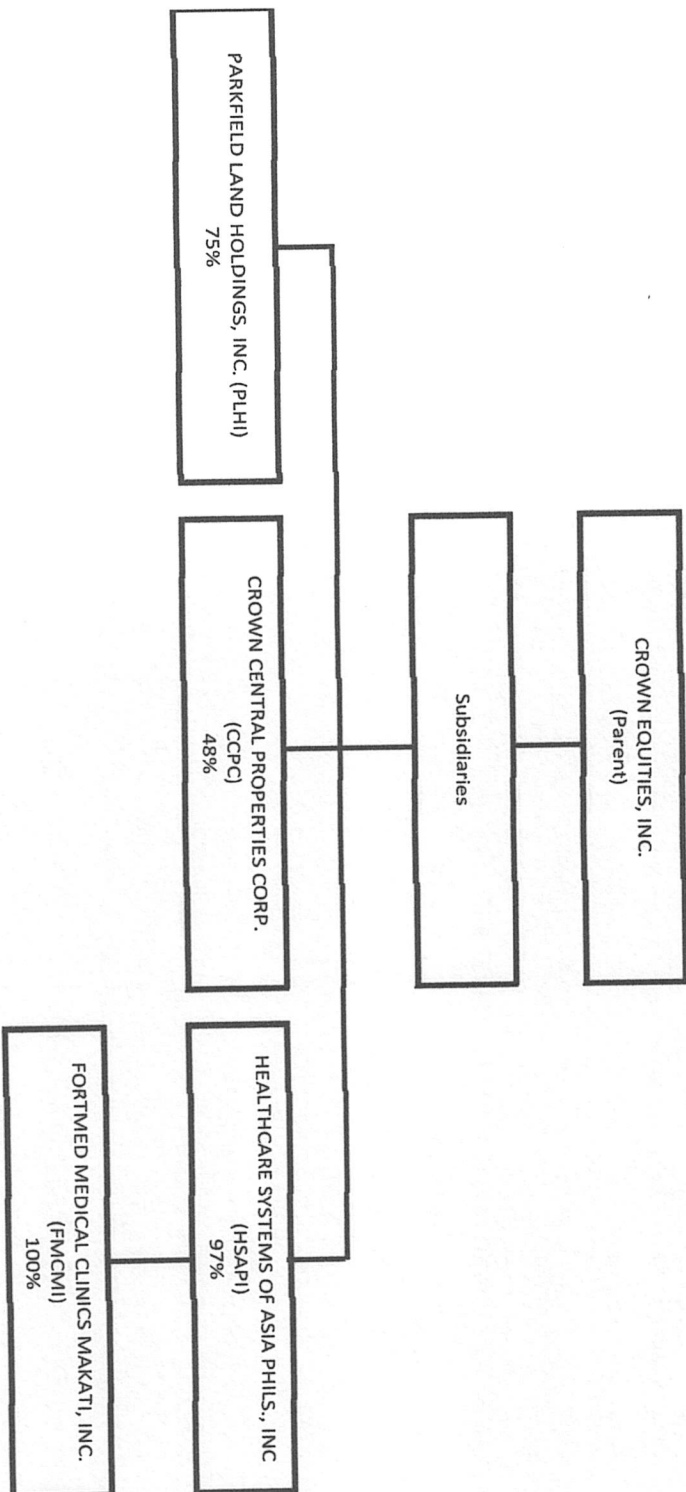 CROWN EQUITIES, INC.
(Parent)
Subsidiaries
PARKFIELD LAND HOLDINGS, INC. (PLHI)
75%
CROWN CENTRAL PROPERTIES CORP.
(CCPC)
48%
HEALTHCARE SYSTEMS OF ASIA PHILS., INC
(HSAPI)
97%
FORTMED MEDICAL CLINICS MAKATI, INC.
(FMCMI)
100%